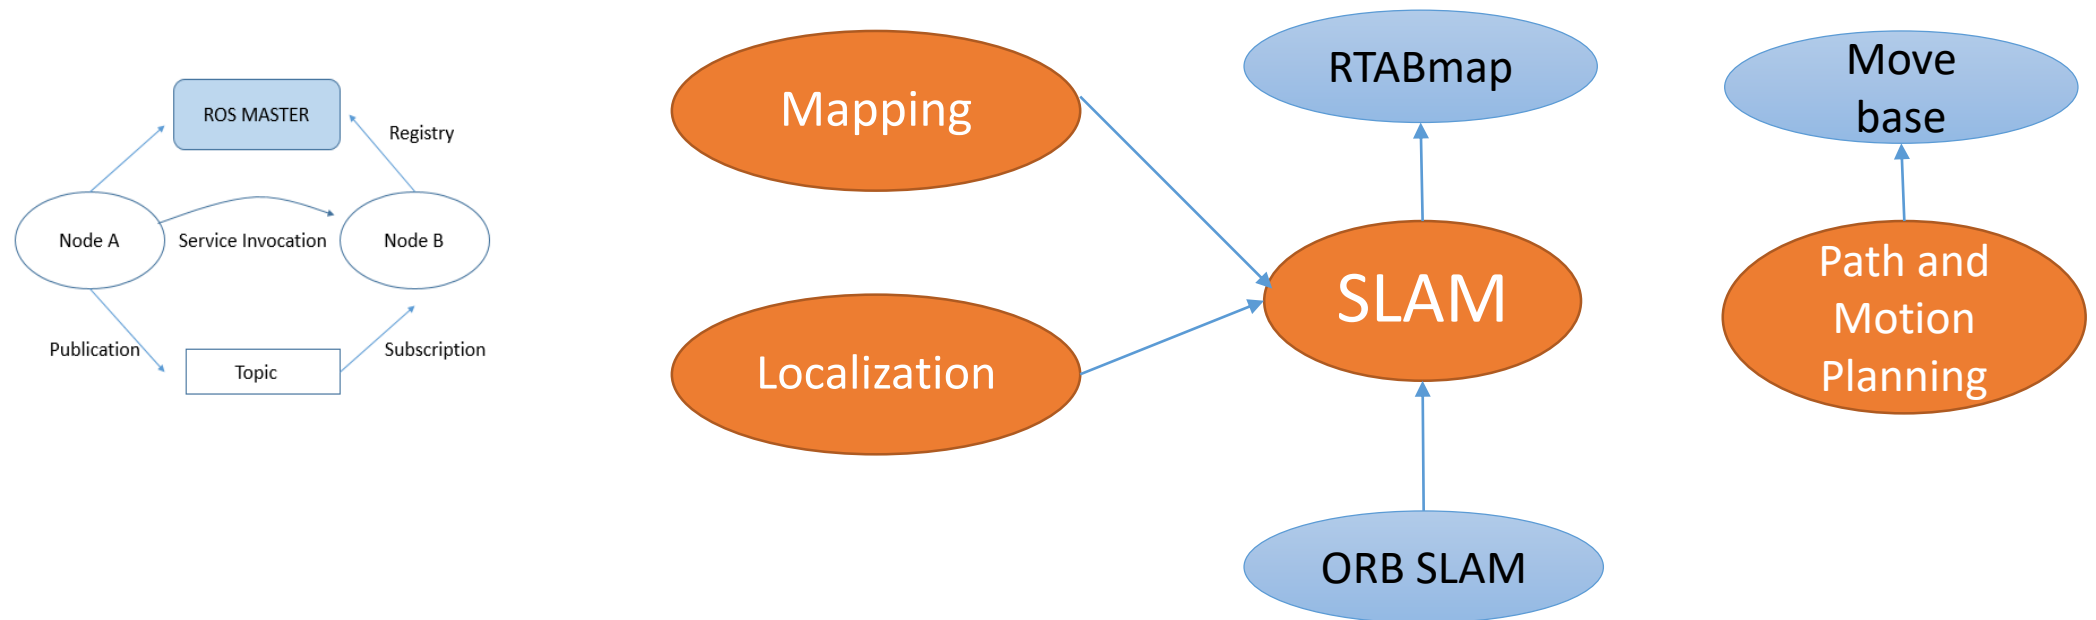 ROS MASTER
Registry
Node A
Service Invocation
Node B
Publication
Subscription
Topic
Mapping
Localization
RTABmap
SLAM
ORB SLAM
Move
base
Path and
Motion
Planning